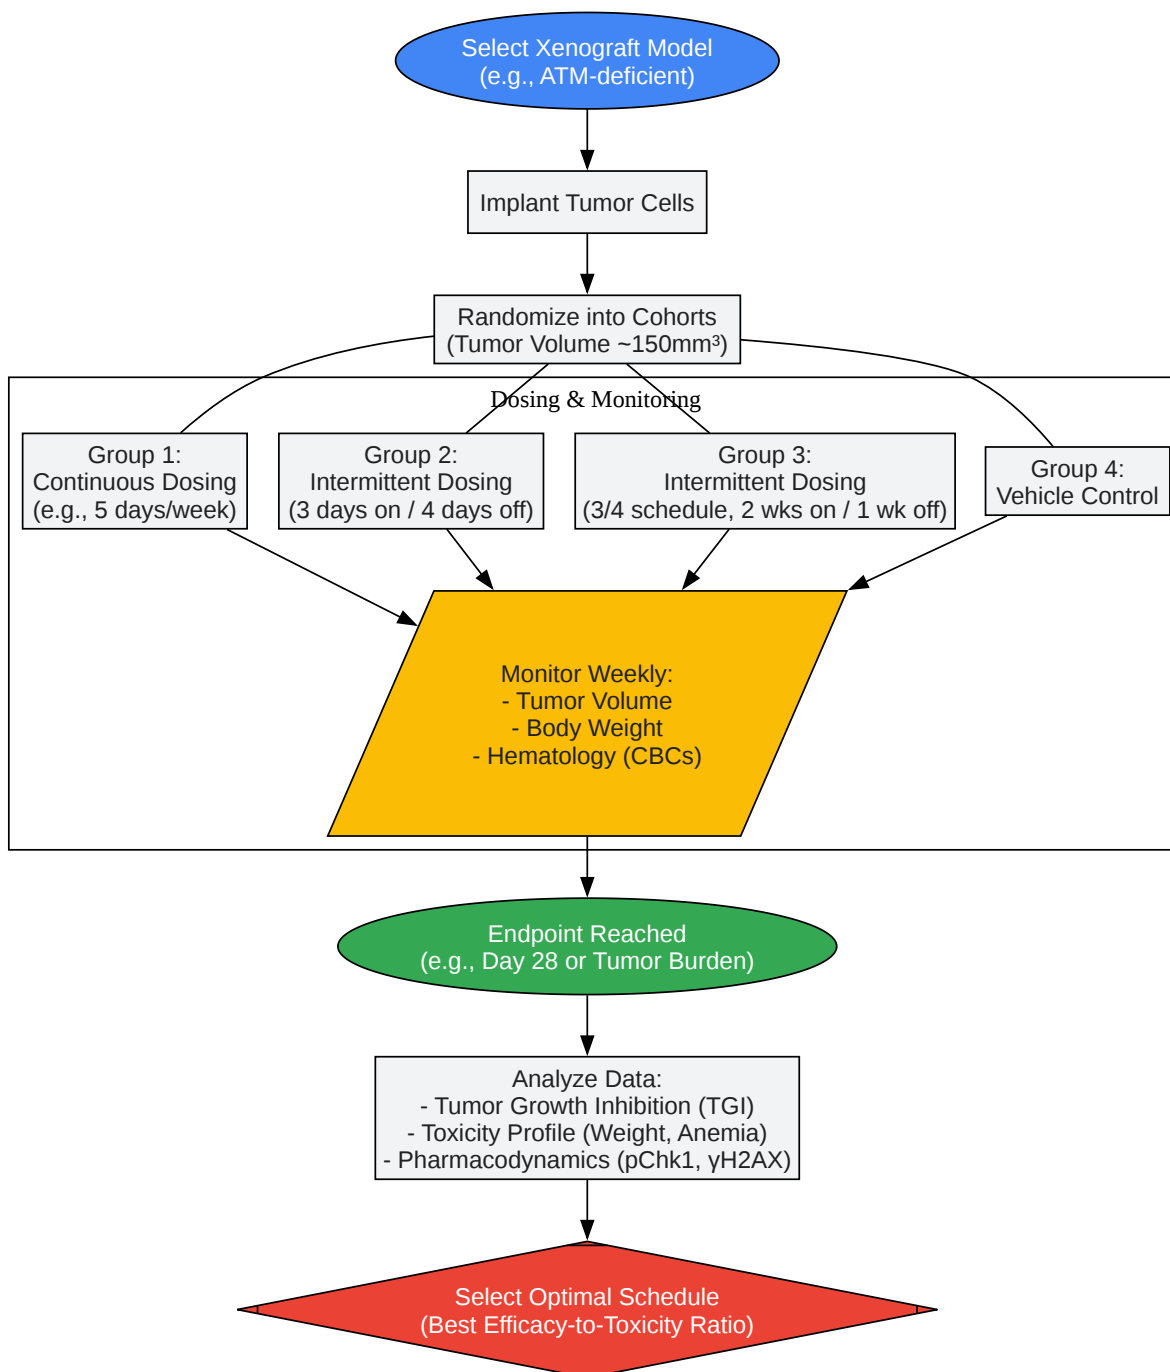 Select Xenograft Model
(e.g., ATM-deficient)
Implant Tumor Cells
Randomize into Cohorts
(Tumor Volume ~150mm³)
Dosing & Monitoring
Group 1:
Continuous Dosing
(e.g., 5 days/week)
Group 2:
Intermittent Dosing
(3 days on / 4 days off)
Group 3:
Intermittent Dosing
(3/4 schedule, 2 wks on / 1 wk off)
Group 4:
Vehicle Control
Monitor Weekly:
- Tumor Volume
- Body Weight
- Hematology (CBCs)
Endpoint Reached
(e.g., Day 28 or Tumor Burden)
Analyze Data:
- Tumor Growth Inhibition (TGI)
- Toxicity Profile (Weight, Anemia)
- Pharmacodynamics (pChk1, γH2AX)
Select Optimal Schedule
(Best Efficacy-to-Toxicity Ratio)